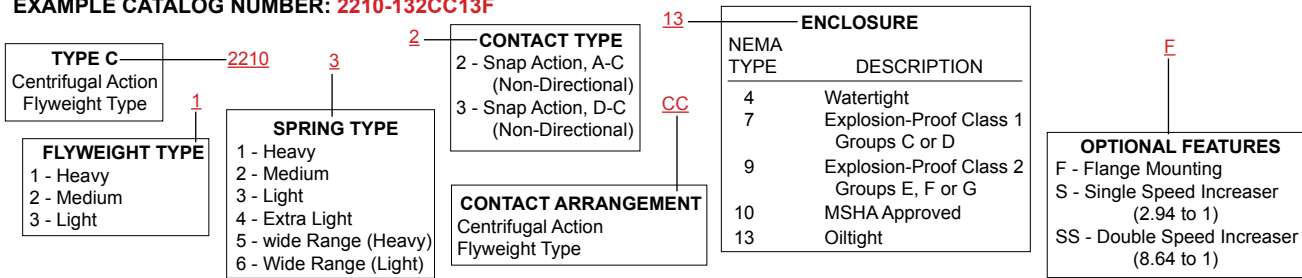 EXAMPLE CATALOG NUMBER: 2210-132CC13F
TYPE C
Centrifugal Action
Flyweight Type
2210
1
FLYWEIGHT TYPE
1 - Heavy
2 - Medium
3 - Light
3
SPRING TYPE
1 - Heavy
2 - Medium
3 - Light
4 - Extra Light
5 - wide Range (Heavy)
6 - Wide Range (Light)
2
CONTACT TYPE
2 - Snap Action, A-C
(Non-Directional)
3 - Snap Action, D-C
(Non-Directional)
CC
CONTACT ARRANGEMENT
Centrifugal Action
Flyweight Type
13
ENCLOSURE
NEMA
TYPE DESCRIPTION
4 Watertight
7 Explosion-Proof Class 1
Groups C or D
9 Explosion-Proof Class 2
Groups E, F or G
10 MSHA Approved
13 Oiltight
F
OPTIONAL FEATURES
F - Flange Mounting
S - Single Speed Increaser
(2.94 to 1)
SS - Double Speed Increaser
(8.64 to 1)